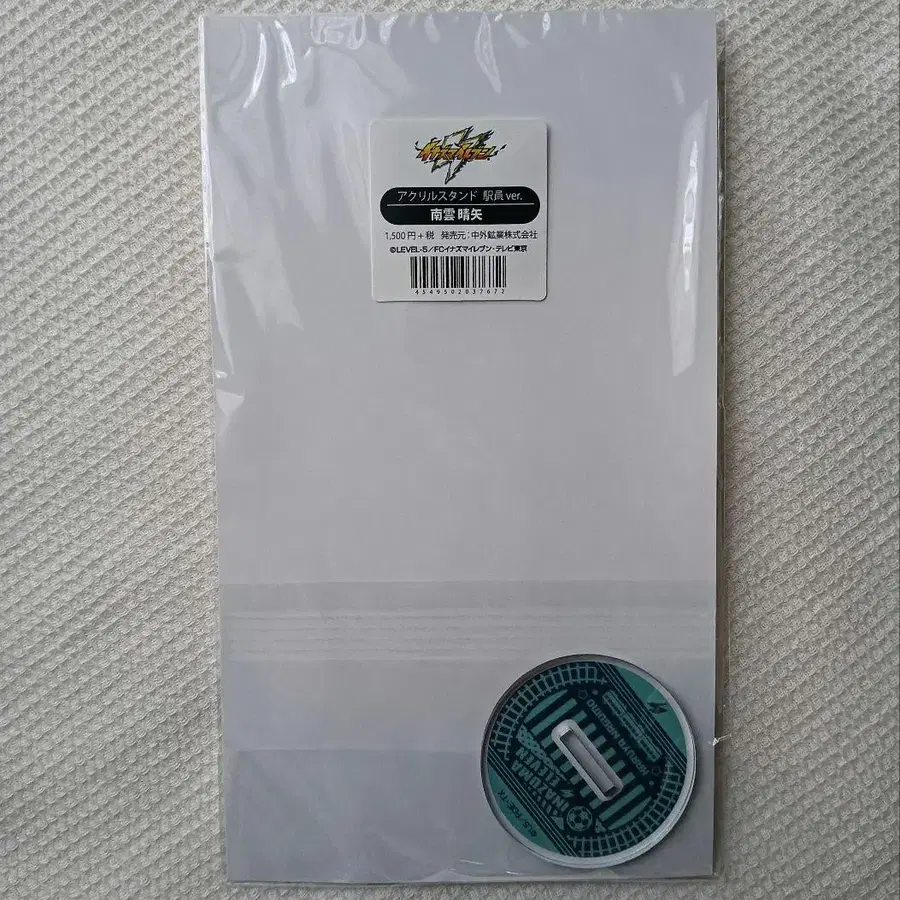 イナズマイレブン
アクリルスタンド 駅員ver.
南雲 晴矢
1,500円+税 発売元:中外鉱業株式会社
©LEVEL-5/FCイナズマイレブン・テレビ東京
4549502037672
HARUYA NAGUMO
INAZUMA
ELEVEN